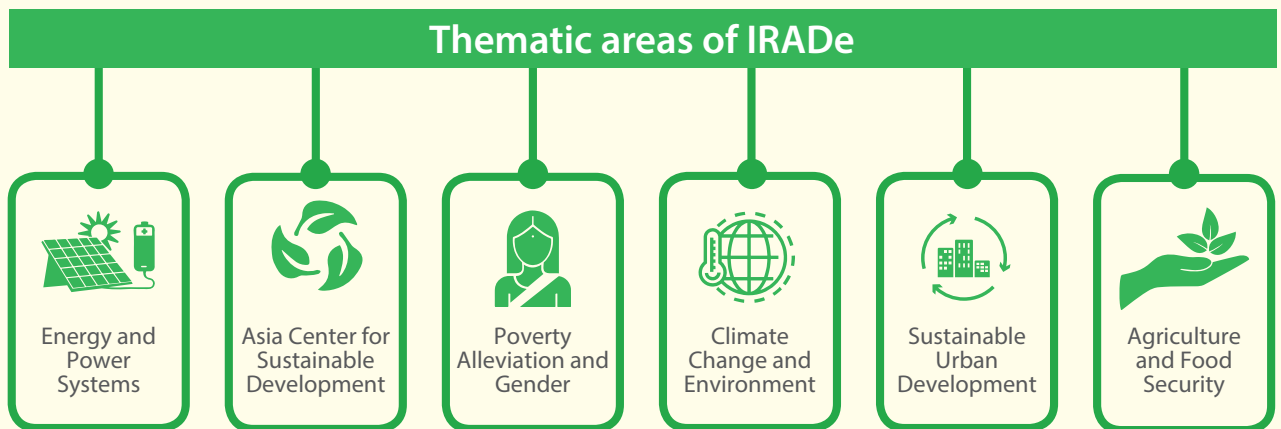 Thematic areas of IRADe
Energy and
Power
Systems
Asia Center for
Sustainable
Development
Poverty
Alleviation and
Gender
Climate
Change and
Environment
Sustainable
Urban
Development
Agriculture
and Food
Security